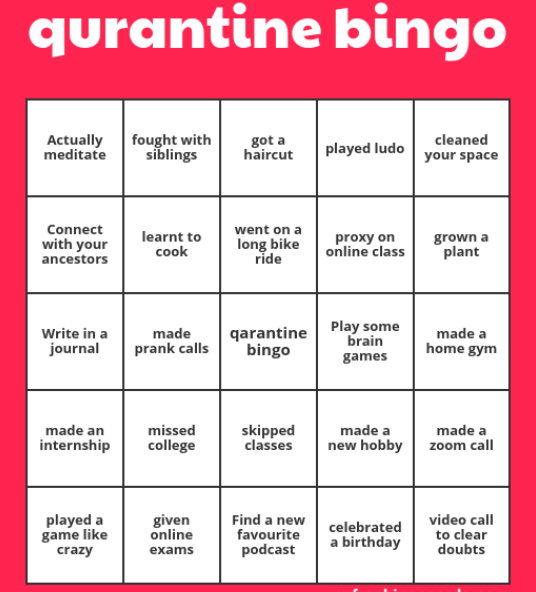 qurantine bingo
Actually
meditate
fought with
siblings
got a
haircut
played ludo
cleaned
your space
Connect
with your
ancestors
learnt to
cook
went on a
long bike
ride
proxy on
online class
grown a
plant
Write in a
journal
made
prank calls
qarantine
bingo
Play some
brain
games
made a
home gym
made an
internship
missed
college
skipped
classes
made a
new hobby
made a
zoom call
played a
game like
crazy
given
online
exams
Find a new
favourite
podcast
celebrated
a birthday
video call
to clear
doubts